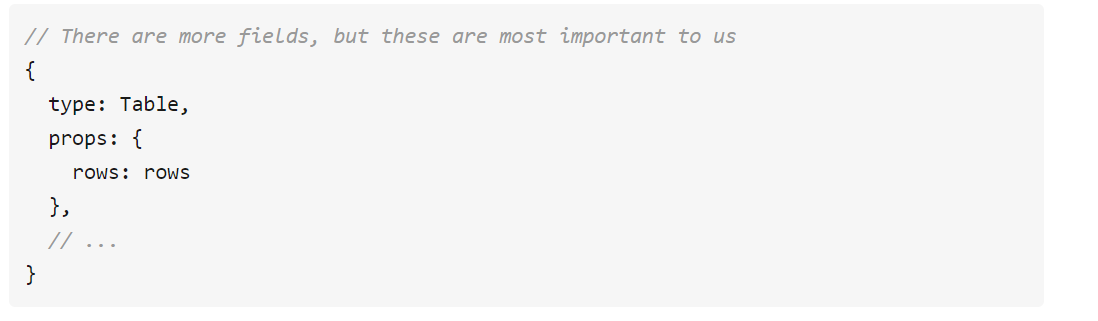 // There are more fields, but these are most important to us
{
  type: Table,
  props: {
    rows: rows
  },
  // ...
}